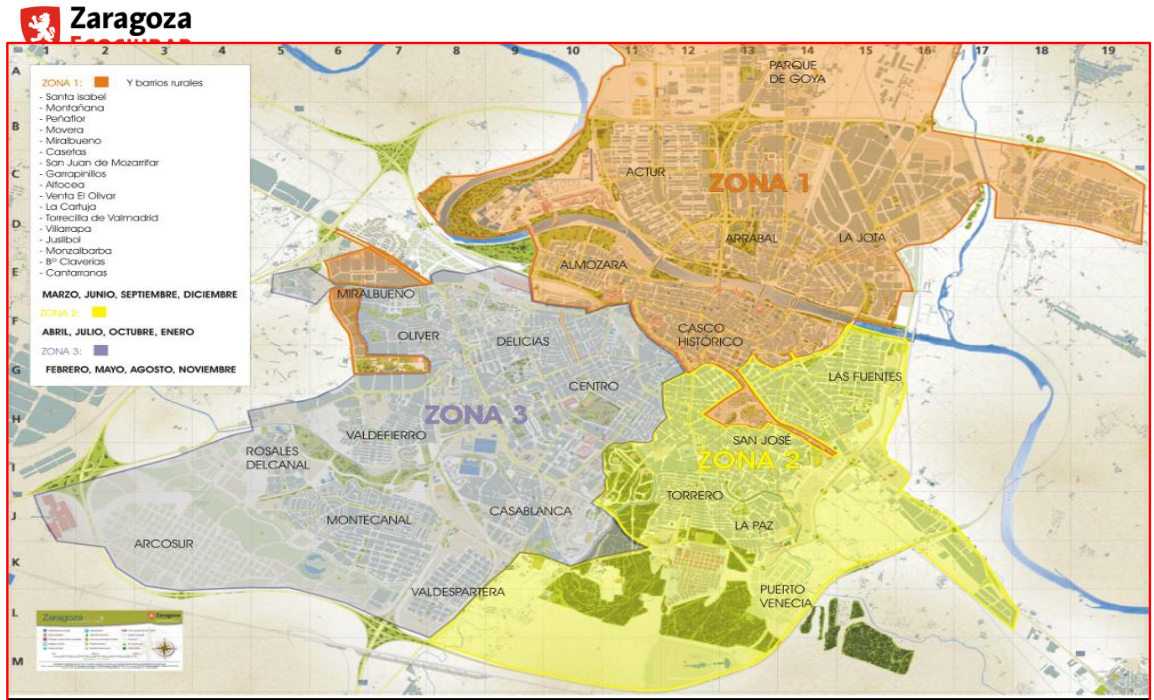 Zaragoza
1 2 3 4 5 6 7 8 9 10 11 12 13 14 15 16 17 18 19
A
B
C
D
E
F
G
H
I
J
K
L
M
ZONA 1: Y barrios rurales
- Santa isabel
- Montañana
- Peñaflor
- Movera
- Miralbueno
- Casetas
- San Juan de Mozarrifar
- Garrapinillos
- Alfocea
- Venta El Olivar
- La Cartuja
- Torrecilla de Valmadrid
- Villarrapa
- Juslibol
- Monzalbarba
- Bº Claverias
- Cantarranas
MARZO, JUNIO, SEPTIEMBRE, DICIEMBRE
ZONA 2:
ABRIL, JULIO, OCTUBRE, ENERO
ZONA 3:
FEBRERO, MAYO, AGOSTO, NOVIEMBRE
PARQUE
DE GOYA
ACTUR
ZONA 1
ARRABAL
LA JOTA
ALMOZARA
MIRALBUENO
OLIVER
DELICIAS
CASCO
HISTÓRICO
CENTRO
LAS FUENTES
ZONA 3
VALDEFIERRO
SAN JOSÉ
ROSALES
DELCANAL
ZONA 2
TORRERO
CASABLANCA
MONTECANAL
LA PAZ
ARCOSUR
VALDESPARTERA
PUERTO
VENECIA
Zaragoza
Zaragoza